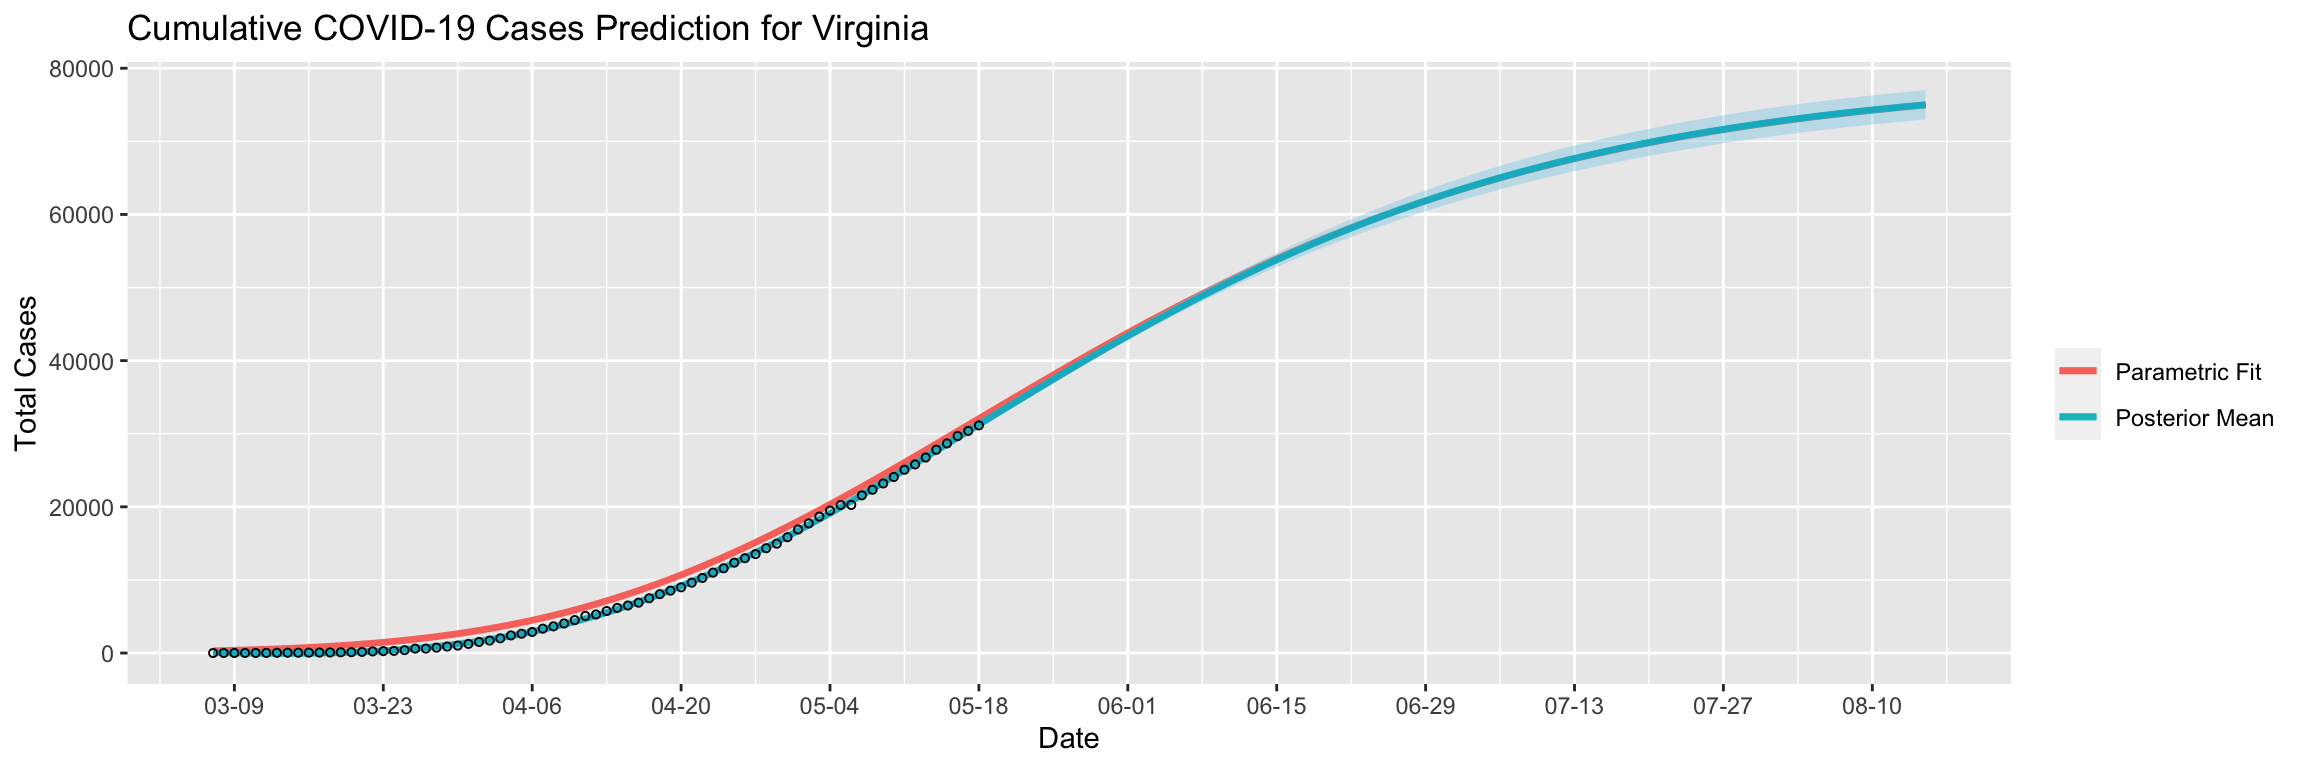 Cumulative COVID-19 Cases Prediction for Virginia
80000
60000
40000
20000
0
Total Cases
03-09 03-23 04-06 04-20 05-04 05-18 06-01 06-15 06-29 07-13 07-27 08-10
Date
Parametric Fit
Posterior Mean